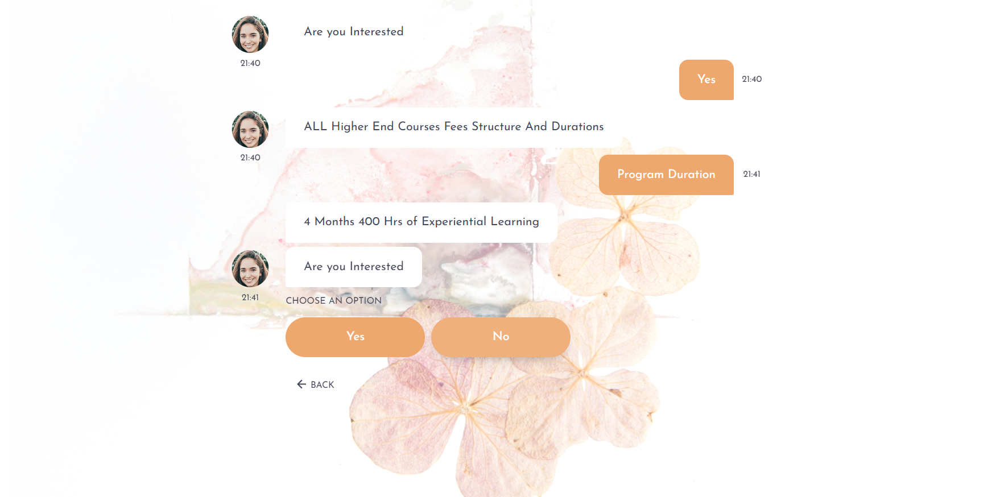 Are you Interested
21:40
Yes
21:40
ALL Higher End Courses Fees Structure And Durations
21:40
Program Duration
21:41
4 Months 400 Hrs of Experiential Learning
Are you Interested
21:41
CHOOSE AN OPTION
Yes
No
← BACK